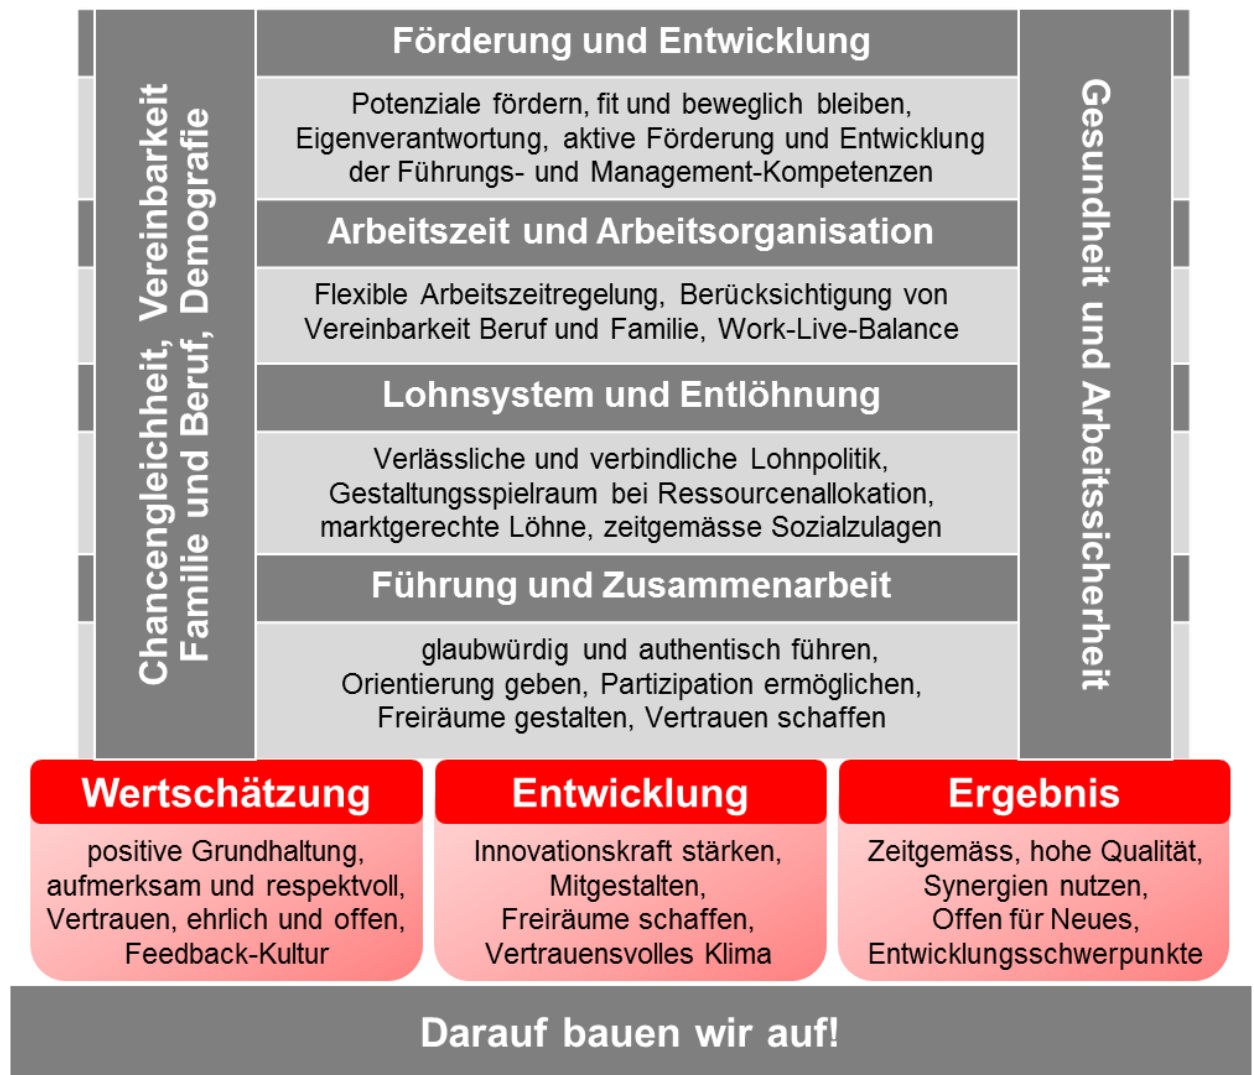 Förderung und Entwicklung
Potenziale fördern, fit und beweglich bleiben,
Eigenverantwortung, aktive Förderung und Entwicklung
der Führungs- und Management-Kompetenzen
Arbeitszeit und Arbeitsorganisation
Flexible Arbeitszeitregelung, Berücksichtigung von
Vereinbarkeit Beruf und Familie, Work-Live-Balance
Lohnsystem und Entlöhnung
Verlässliche und verbindliche Lohnpolitik,
Gestaltungsspielraum bei Ressourcenallokation,
marktgerechte Löhne, zeitgemässe Sozialzulagen
Führung und Zusammenarbeit
glaubwürdig und authentisch führen,
Orientierung geben, Partizipation ermöglichen,
Freiräume gestalten, Vertrauen schaffen
Chancengleichheit, Vereinbarkeit
Familie und Beruf, Demografie
Gesundheit und Arbeitssicherheit
Wertschätzung
positive Grundhaltung,
aufmerksam und respektvoll,
Vertrauen, ehrlich und offen,
Feedback-Kultur
Entwicklung
Innovationskraft stärken,
Mitgestalten,
Freiräume schaffen,
Vertrauensvolles Klima
Ergebnis
Zeitgemäss, hohe Qualität,
Synergien nutzen,
Offen für Neues,
Entwicklungsschwerpunkte
Darauf bauen wir auf!